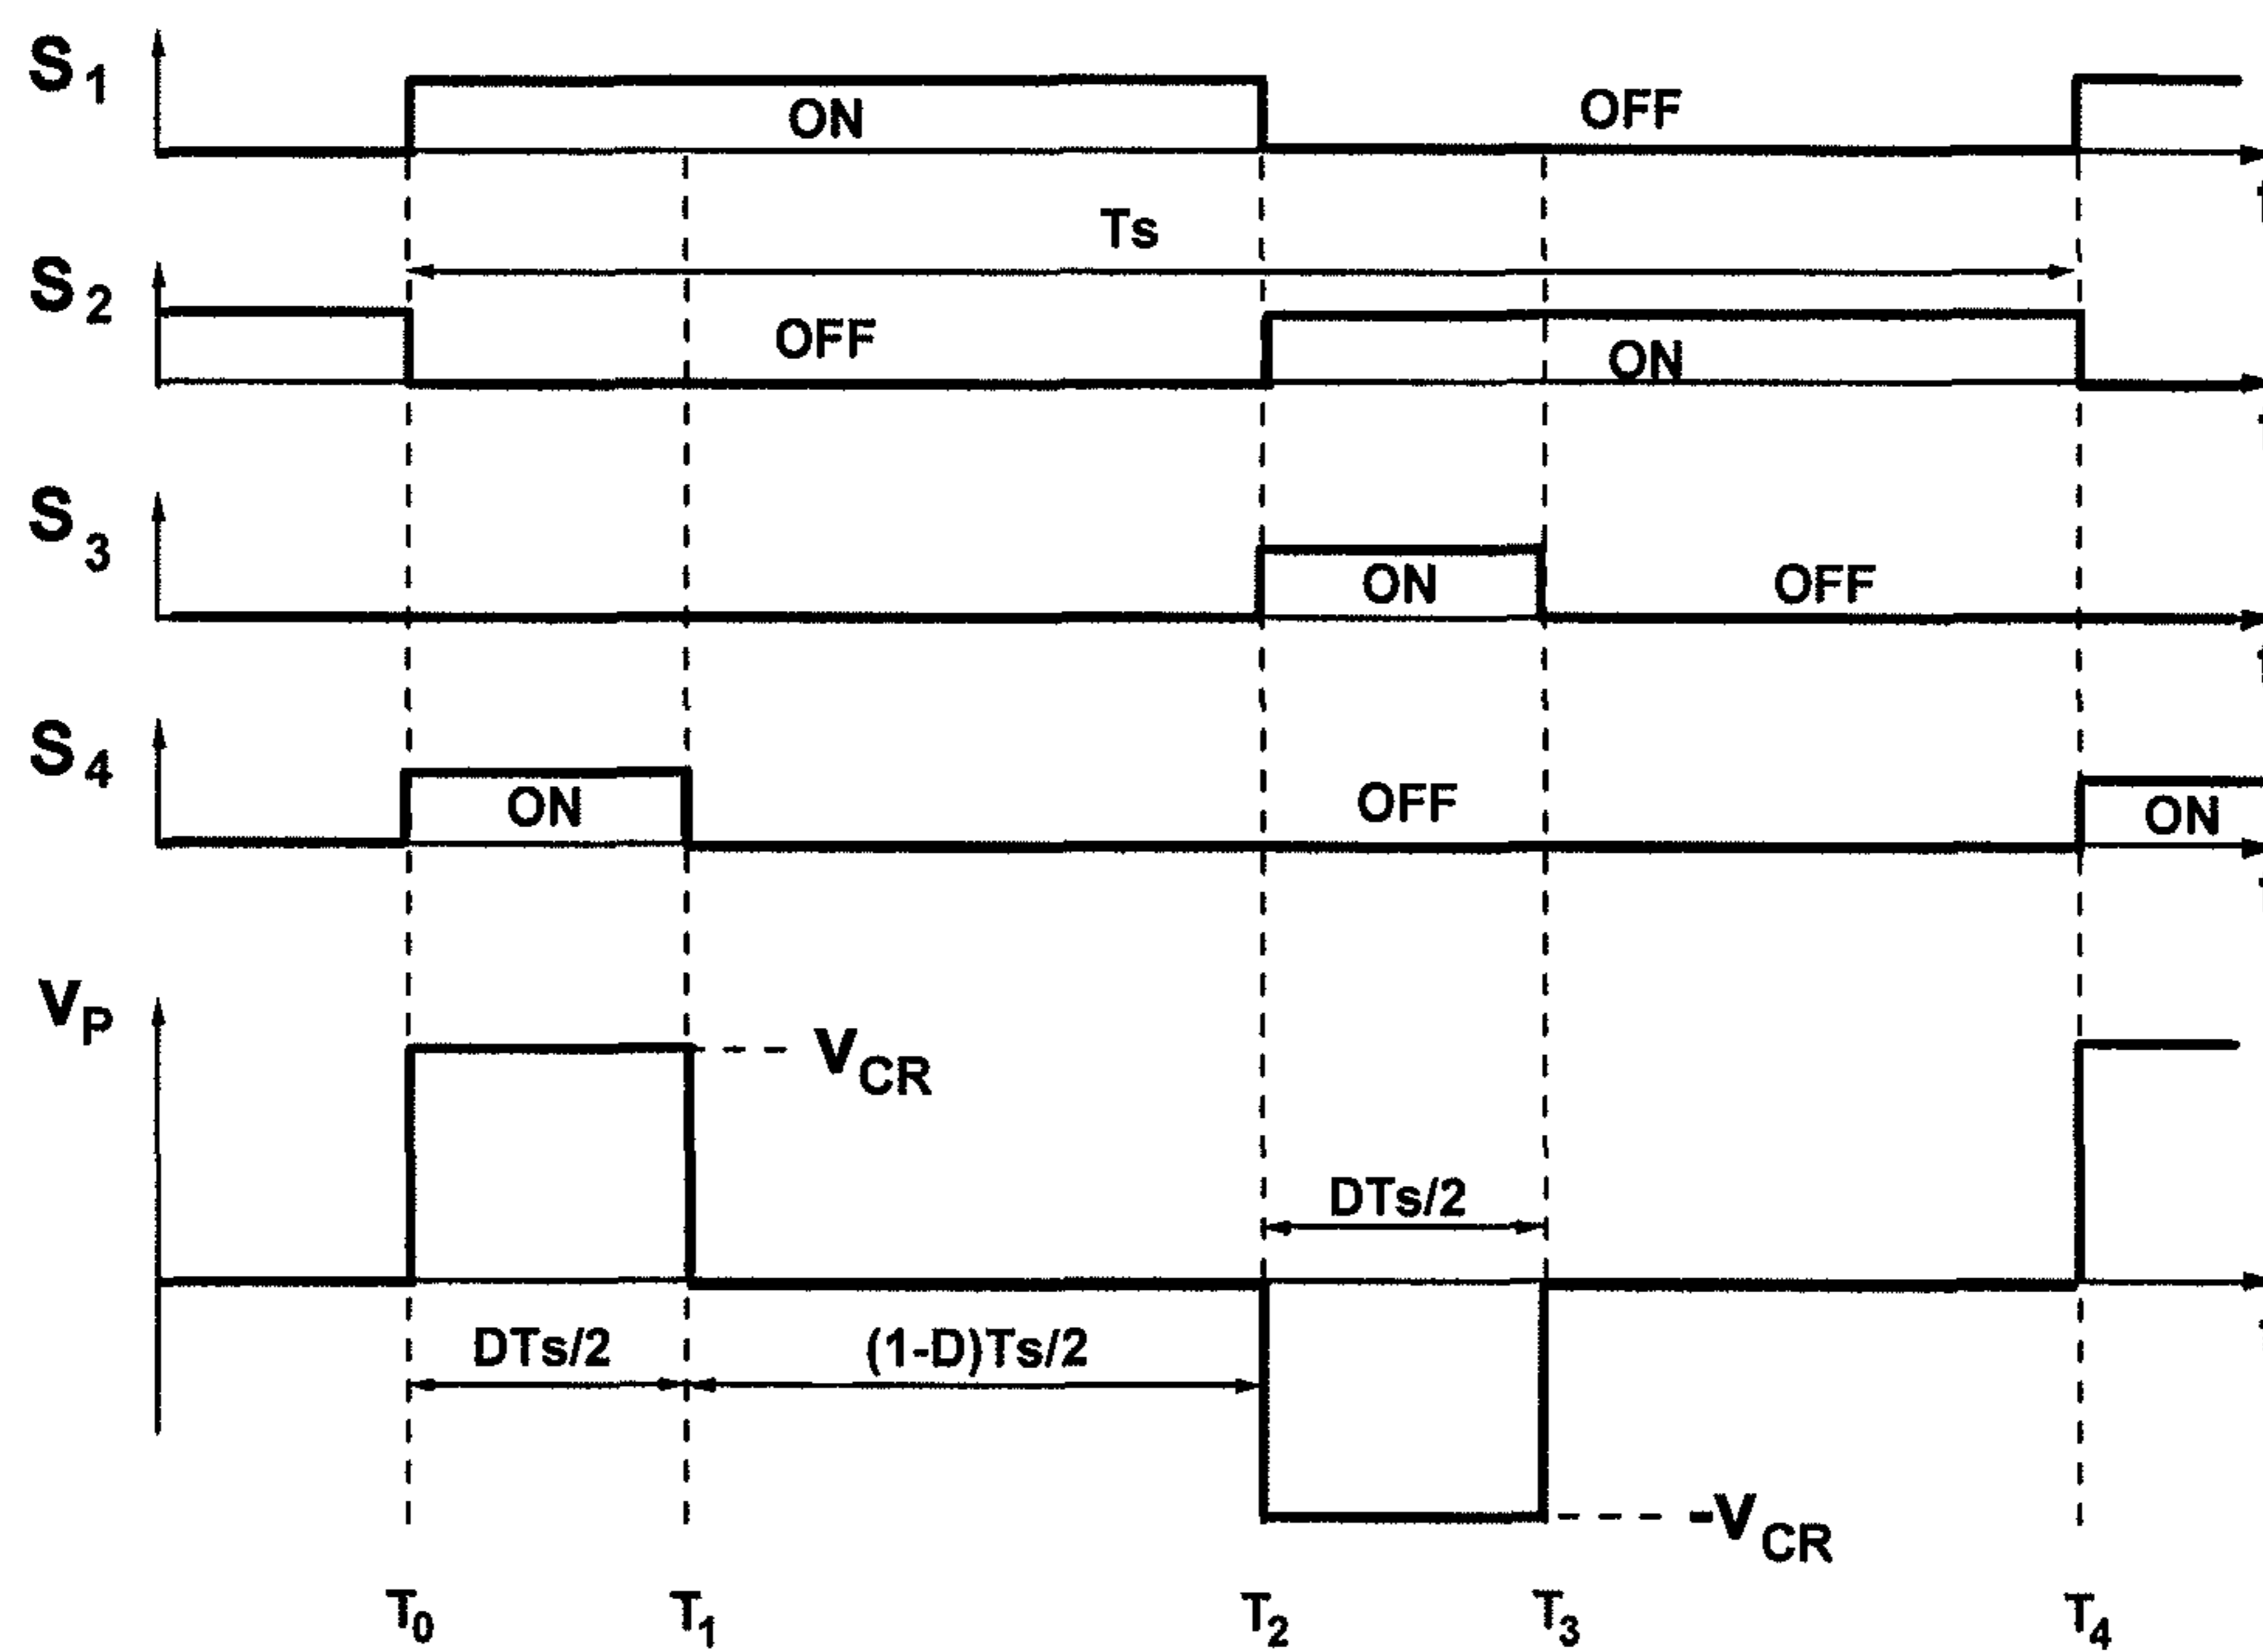 S1
ON
OFF
Ts
S2
OFF
ON
S3
ON
OFF
S4
ON
OFF
ON
VP
VCR
DTs/2
DTs/2
(1-D)Ts/2
-VCR
T0
T1
T2
T3
T4